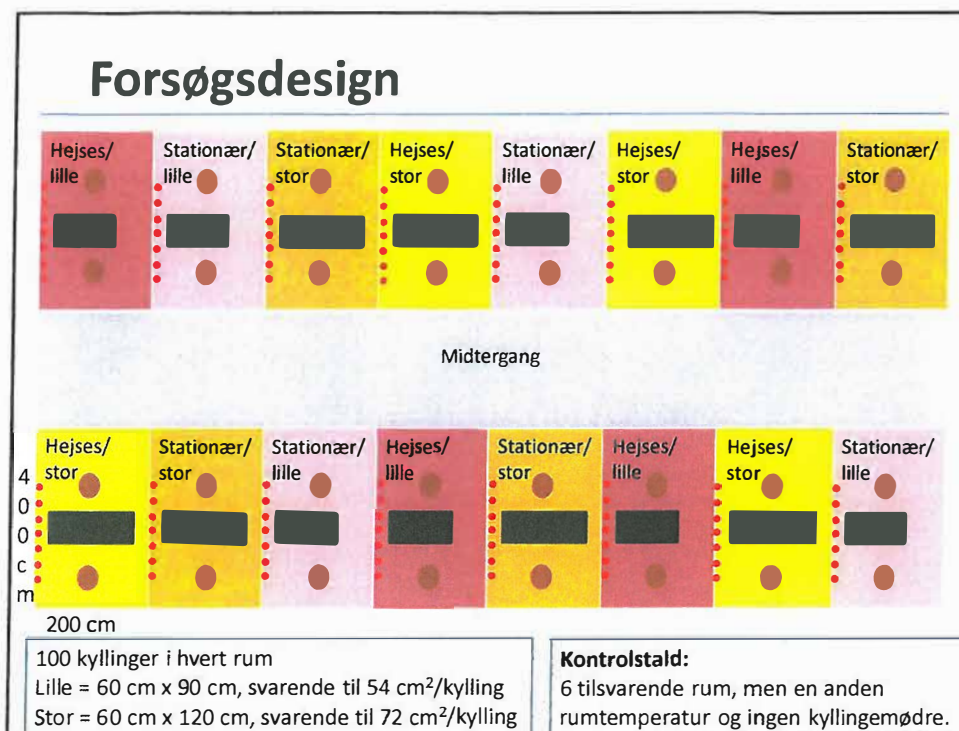 Forsøgsdesign
Hejses/
lille
Stationær/
lille
Stationær/
stor
Hejses/
stor
Stationær/
lille
Hejses/
stor
Hejses/
lille
Stationær/
stor
Midtergang
Hejses/
stor
Stationær/
stor
Stationær/
lille
Hejses/
lille
Stationær/
stor
Hejses/
lille
Hejses/
stor
Stationær/
lille
400 cm
200 cm
100 kyllinger i hvert rum
Lille = 60 cm x 90 cm, svarende til 54 cm²/kylling
Stor = 60 cm x 120 cm, svarende til 72 cm²/kylling
Kontrolstald:
6 tilsvarende rum, men en anden
rumtemperatur og ingen kyllingemødre.